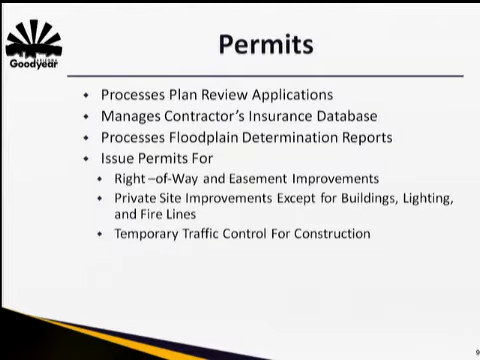 Permits
Goodyear
Processes Plan Review Applications
Manages Contractor's Insurance Database
Processes Floodplain Determination Reports
Issue Permits For
Right –of-Way and Easement Improvements
Private Site Improvements Except for Buildings, Lighting,
and Fire Lines
Temporary Traffic Control For Construction
9